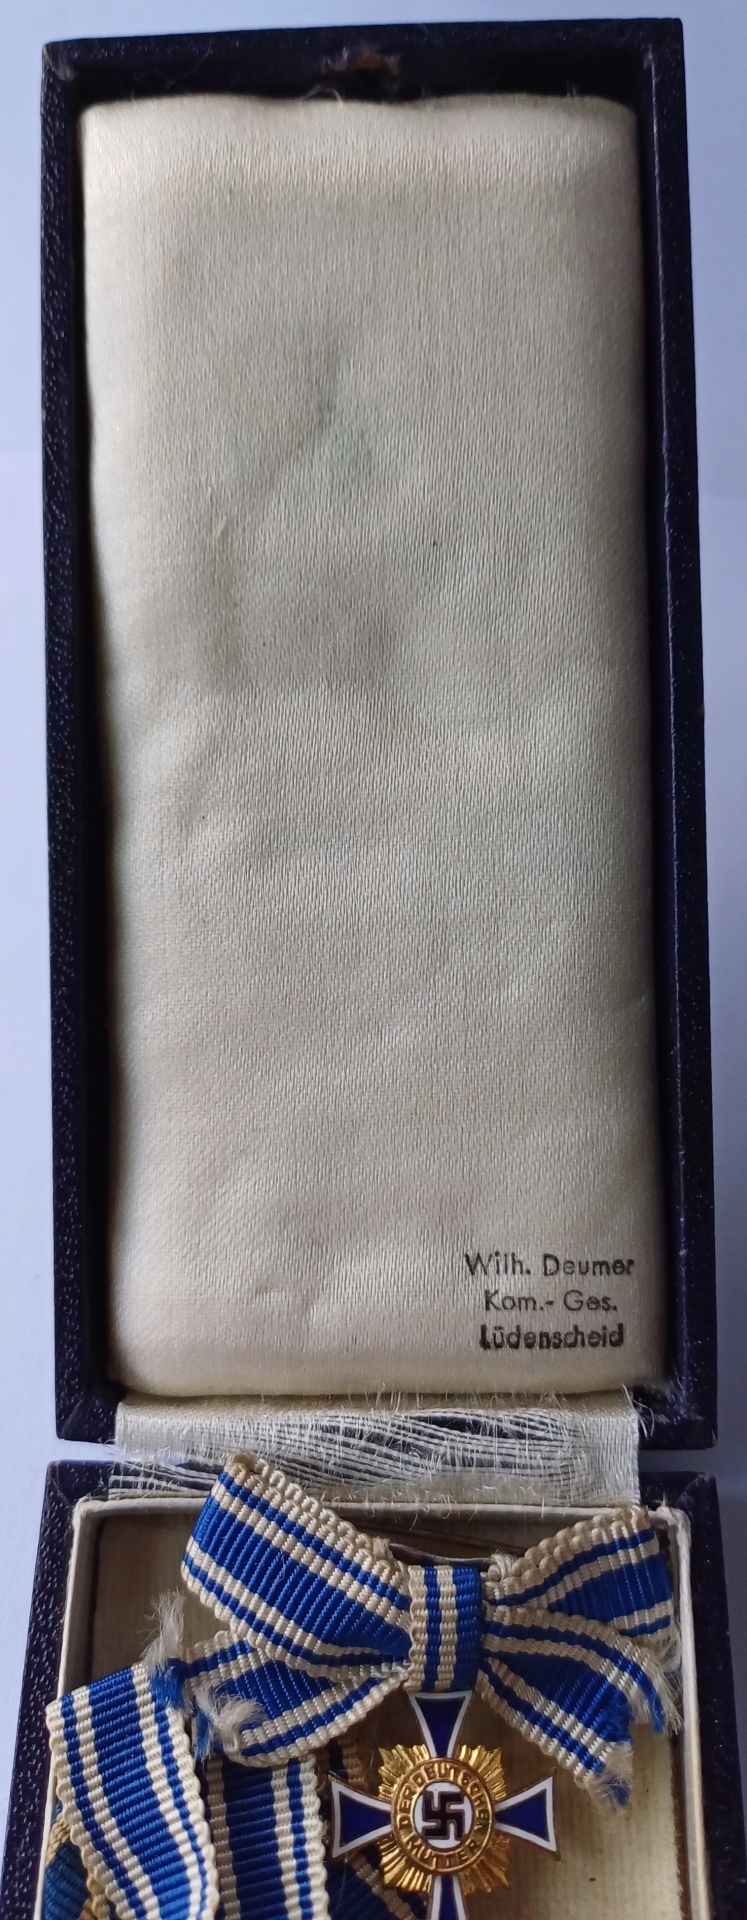 Wilh. Deumer
Kom.- Ges.
Lüdenscheid
DER DEUTSCHEN
MUTTER